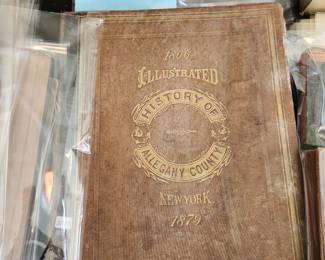 1806
ILLUSTRATED
HISTORY OF
ALLEGANY COUNTY
NEW YORK
1879